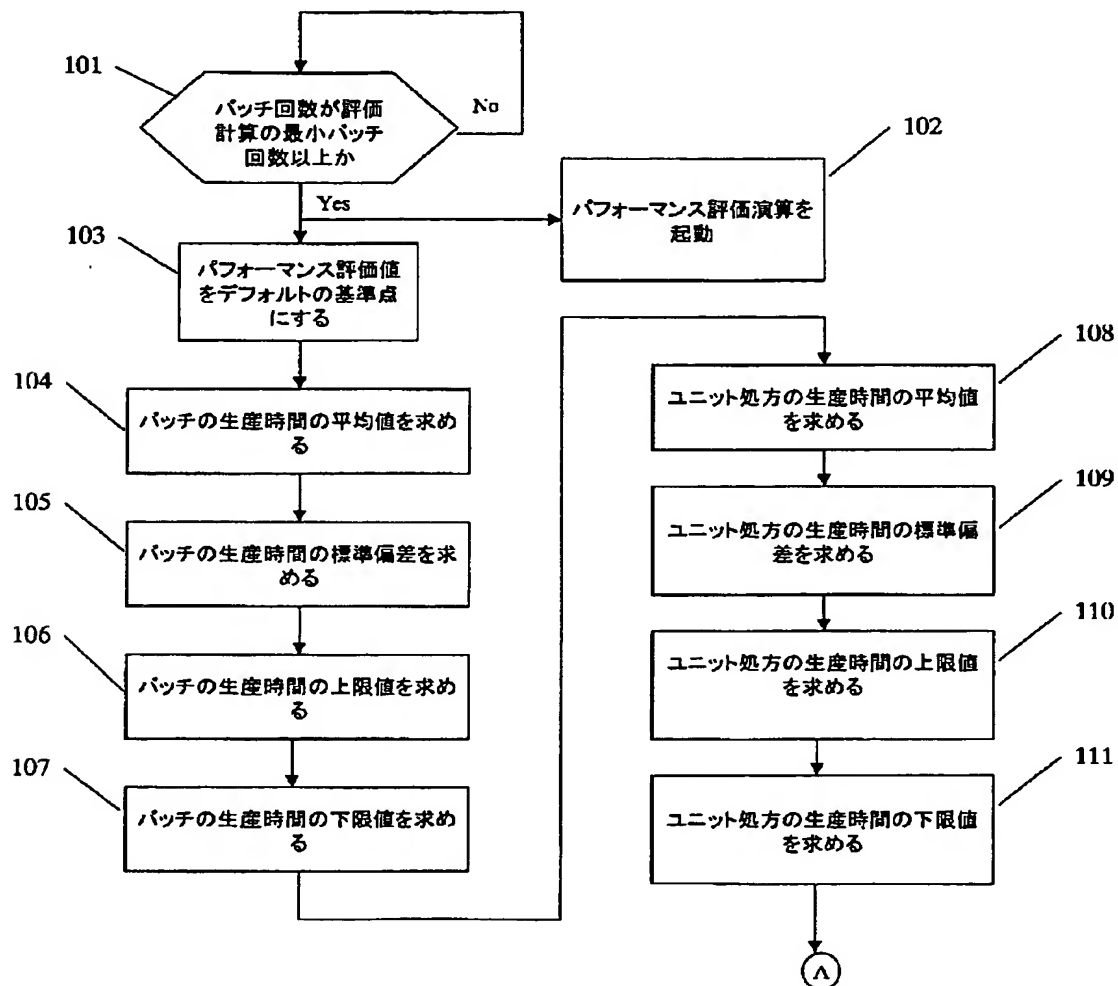 101
バッチ回数が評価
計算の最小バッチ
回数以上か
No
Yes
102
パフォーマンス評価演算を
起動
103
パフォーマンス評価値
をデフォルトの基準点
にする
104
バッチの生産時間の平均値を求め
る
105
バッチの生産時間の標準偏差を求
める
106
バッチの生産時間の上限値を求め
る
107
バッチの生産時間の下限値を求め
る
108
ユニット処方の生産時間の平均値
を求める
109
ユニット処方の生産時間の標準偏
差を求める
110
ユニット処方の生産時間の上限値
を求める
111
ユニット処方の生産時間の下限値
を求める
A